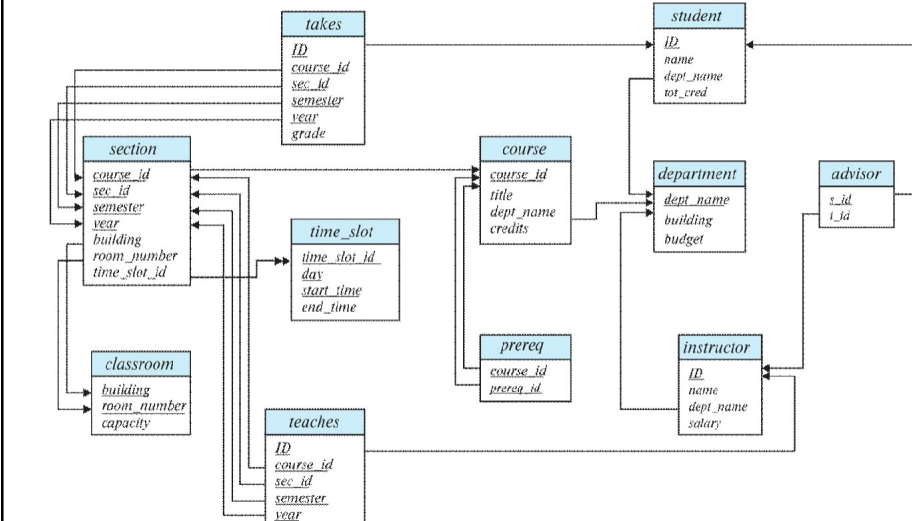 takes
ID
course_id
sec_id
semester
year
grade
student
ID
name
dept_name
tot_cred
section
course_id
sec_id
semester
year
building
room_number
time_slot_id
course
course_id
title
dept_name
credits
department
dept_name
building
budget
advisor
s_id
i_id
time_slot
time_slot_id
day
start_time
end_time
prereq
course_id
prereq_id
instructor
ID
name
dept_name
salary
classroom
building
room_number
capacity
teaches
ID
course_id
sec_id
semester
year